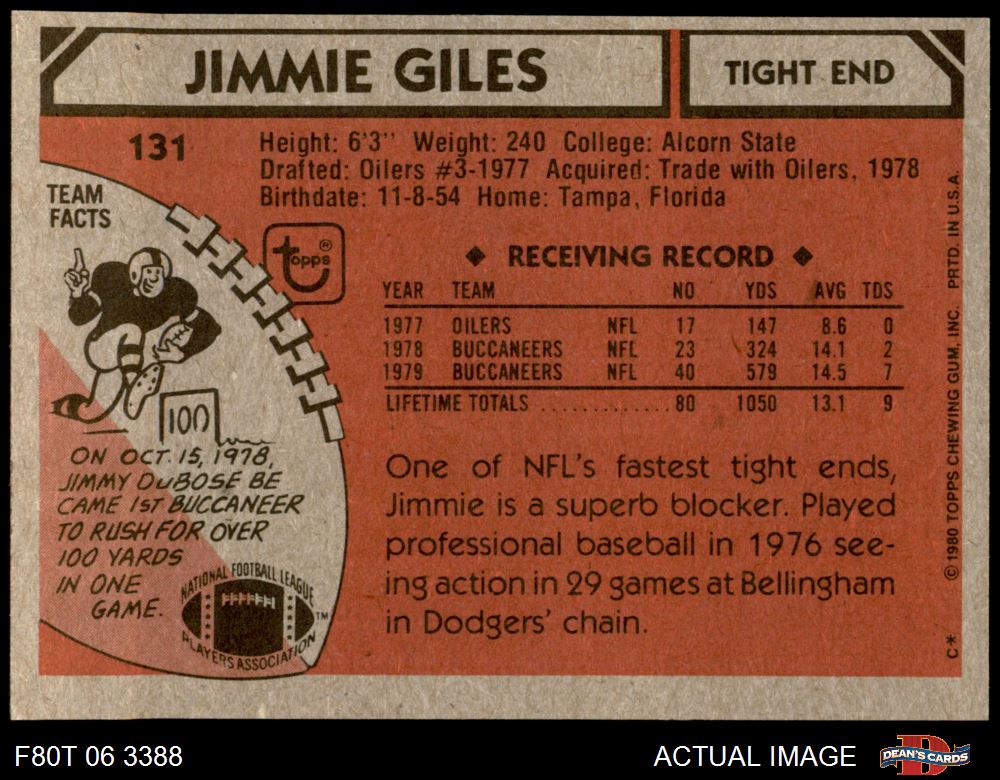 JIMMIE GILES
TIGHT END
131
Height: 6'3" Weight: 240 College: Alcorn State
Drafted: Oilers #3-1977 Acquired: Trade with Oilers, 1978
Birthdate: 11-8-54 Home: Tampa, Florida
TEAM
FACTS
topps®
◆ RECEIVING RECORD ◆
YEAR TEAM NO YDS AVG TDS
1977 OILERS NFL 17 147 8.6 0
1978 BUCCANEERS NFL 23 324 14.1 2
1979 BUCCANEERS NFL 40 579 14.5 7
LIFETIME TOTALS ............ 80 1050 13.1 9
100
ON OCT. 15, 1978,
JIMMY DuBOSE BE
CAME 1ST BUCCANEER
TO RUSH FOR OVER
100 YARDS
IN ONE
GAME.
NATIONAL FOOTBALL LEAGUE
PLAYERS ASSOCIATION
TM
One of NFL's fastest tight ends,
Jimmie is a superb blocker. Played
professional baseball in 1976 see-
ing action in 29 games at Bellingham
in Dodgers' chain.
C* © 1980 TOPPS CHEWING GUM, INC. PRTD. IN U.S.A.
F80T 06 3388
ACTUAL IMAGE
DEAN'S CARDS